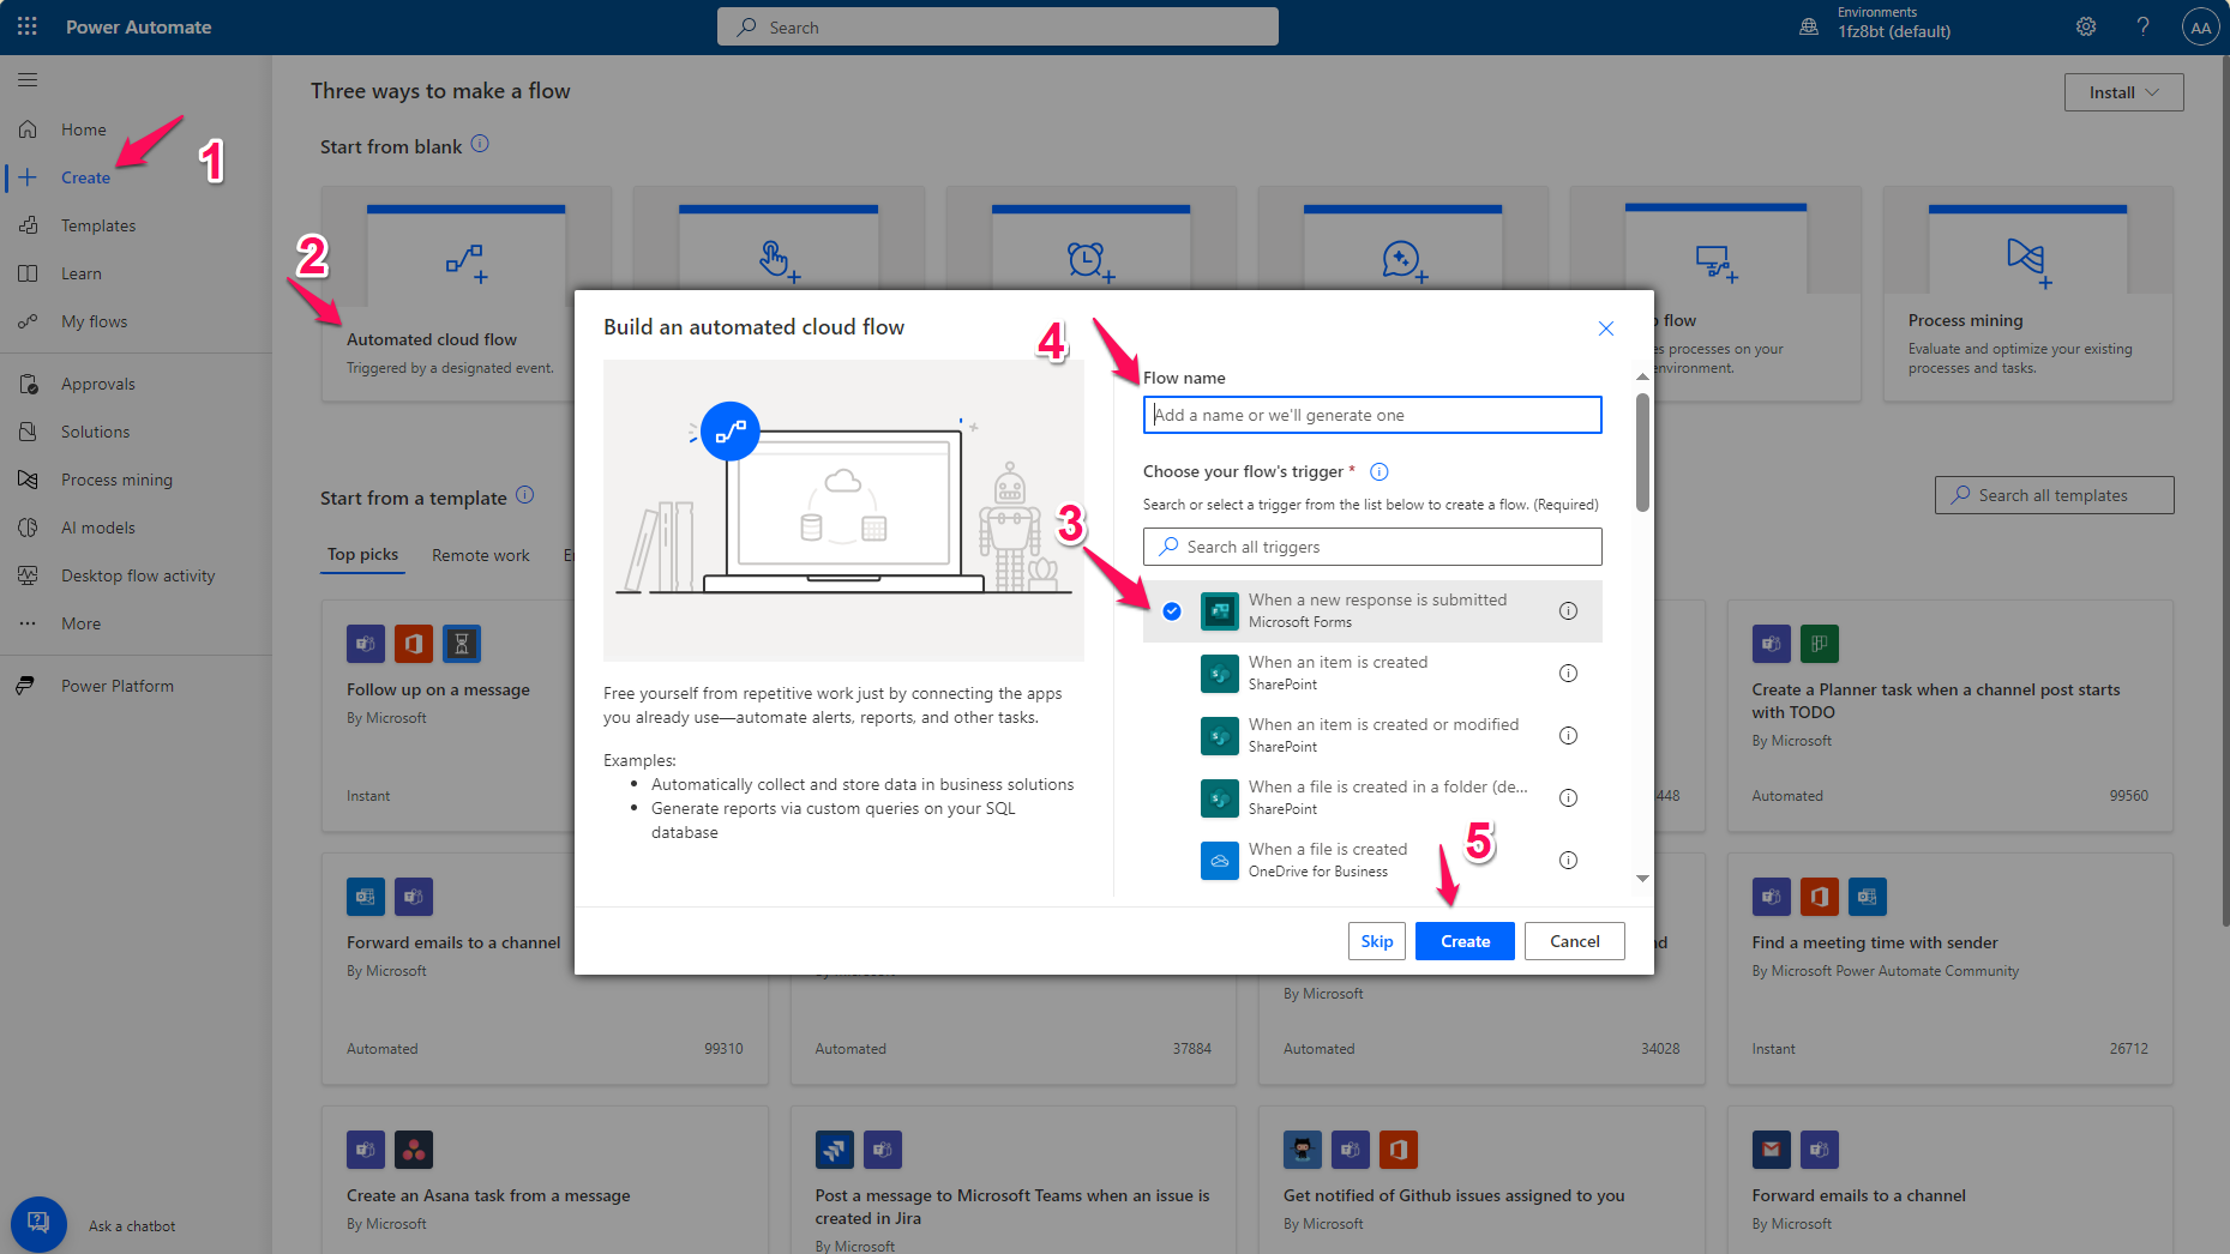 Power Automate
Search
Environments
1fz8bt (default)
AA
Home
Create
Templates
Learn
My flows
Approvals
Solutions
Process mining
AI models
Desktop flow activity
More
Power Platform
Ask a chatbot
1
2
3
4
5
Three ways to make a flow
Install
Start from blank
Automated cloud flow
Triggered by a designated event.
flow
processes on your
environment.
Process mining
Evaluate and optimize your existing
processes and tasks.
Start from a template
Search all templates
Top picks
Remote work
Build an automated cloud flow
Free yourself from repetitive work just by connecting the apps
you already use—automate alerts, reports, and other tasks.
Examples:
Automatically collect and store data in business solutions
Generate reports via custom queries on your SQL
database
Flow name
Add a name or we'll generate one
Choose your flow's trigger *
Search or select a trigger from the list below to create a flow. (Required)
Search all triggers
When a new response is submitted
Microsoft Forms
When an item is created
SharePoint
When an item is created or modified
SharePoint
When a file is created in a folder (de...
SharePoint
When a file is created
OneDrive for Business
Skip
Create
Cancel
Follow up on a message
By Microsoft
Instant
448
Create a Planner task when a channel post starts
with TODO
By Microsoft
Automated
99560
Forward emails to a channel
By Microsoft
Automated
99310
By Microsoft
Automated
37884
nd
By Microsoft
Automated
34028
Find a meeting time with sender
By Microsoft Power Automate Community
Instant
26712
Create an Asana task from a message
By Microsoft
Post a message to Microsoft Teams when an issue is
created in Jira
By Microsoft
Get notified of Github issues assigned to you
By Microsoft
Forward emails to a channel
By Microsoft